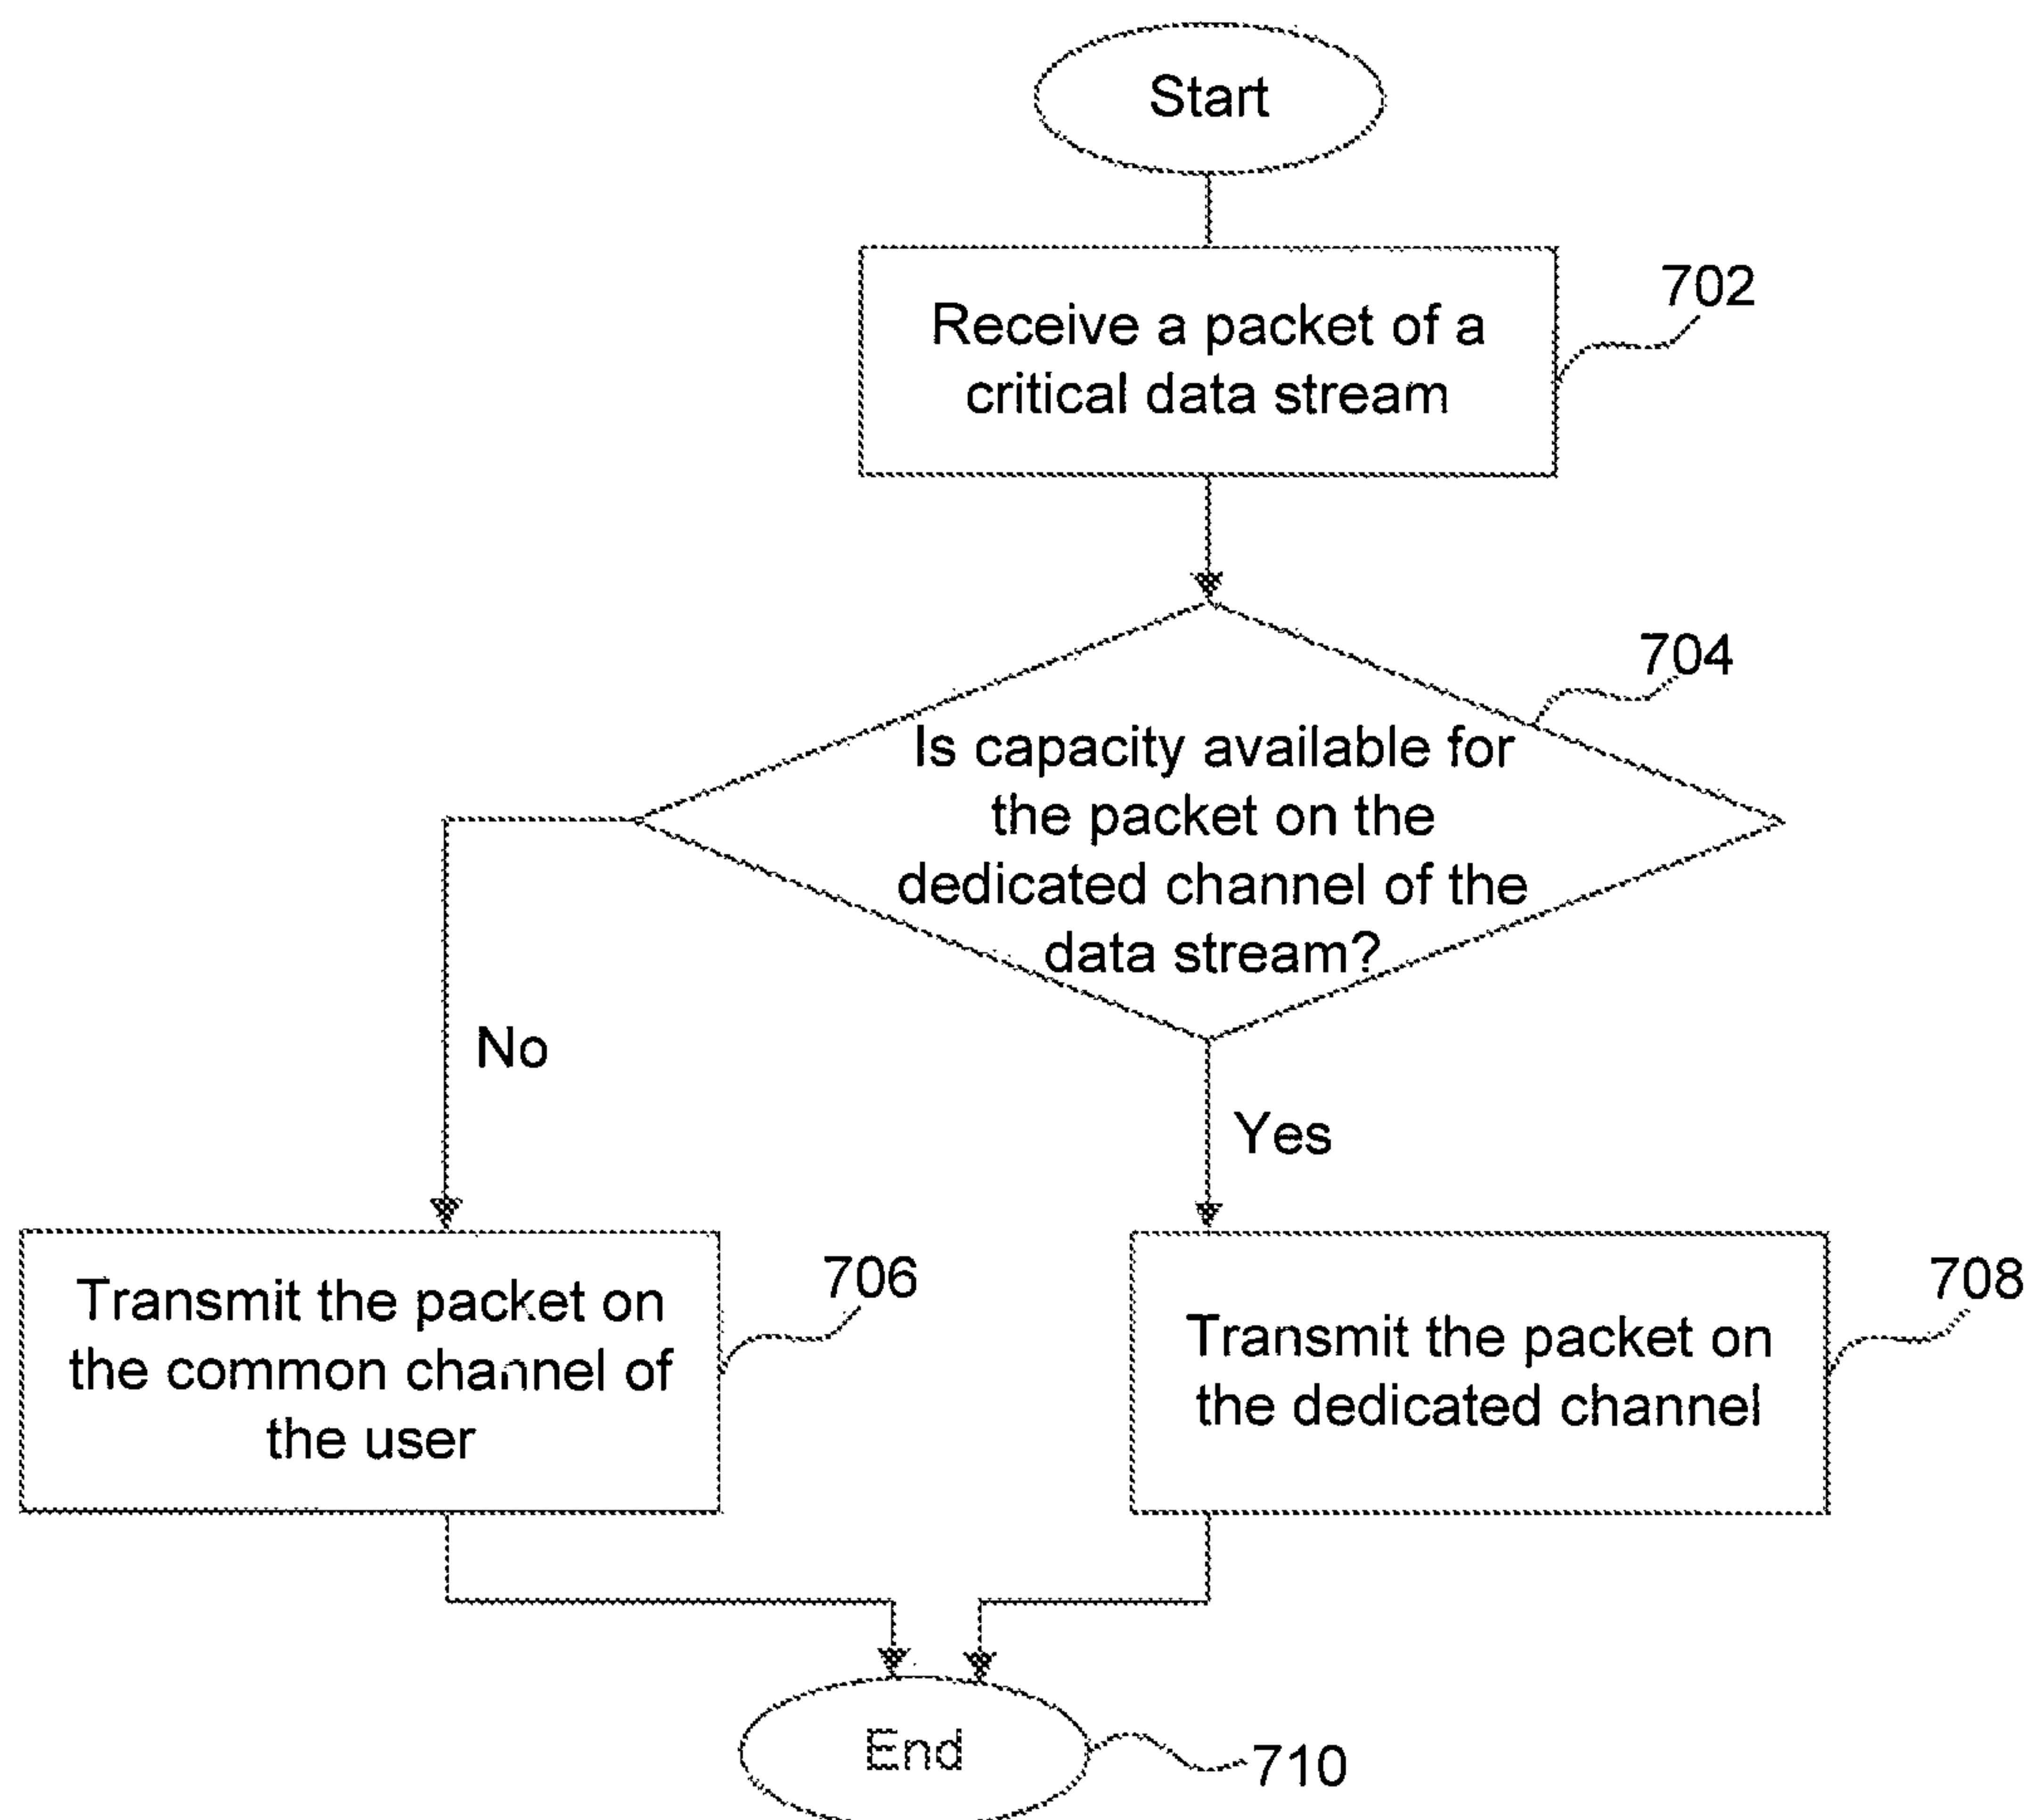 Start
702
Receive a packet of a
critical data stream
704
Is capacity available for
the packet on the
dedicated channel of the
data stream?
No
Yes
706
Transmit the packet on
the common channel of
the user
708
Transmit the packet on
the dedicated channel
End
710